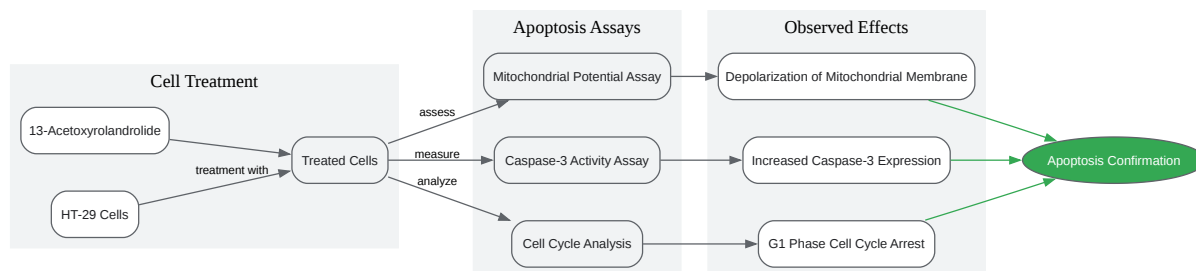 Cell Treatment
13-Acetoxyrolandrolide
HT-29 Cells
treatment with
Treated Cells
assess
measure
analyze
Apoptosis Assays
Mitochondrial Potential Assay
Caspase-3 Activity Assay
Cell Cycle Analysis
Observed Effects
Depolarization of Mitochondrial Membrane
Increased Caspase-3 Expression
G1 Phase Cell Cycle Arrest
Apoptosis Confirmation